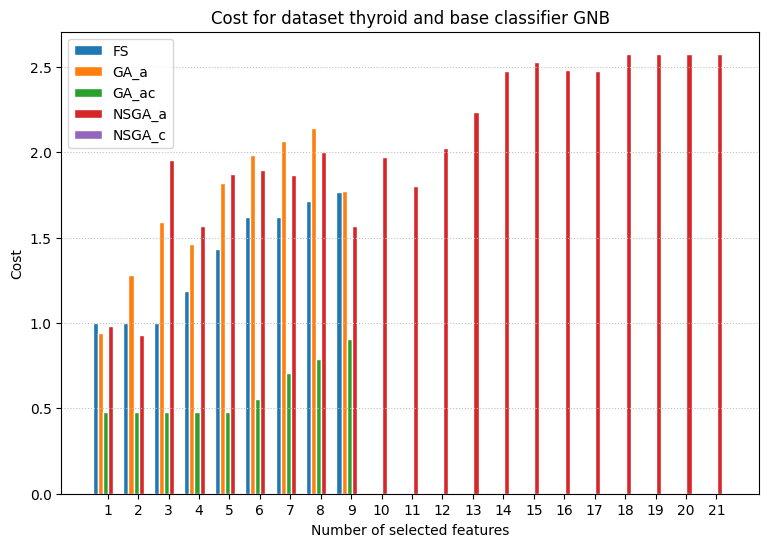 Cost for dataset thyroid and base classifier GNB
FS
GA_a
GA_ac
NSGA_a
NSGA_c
Cost
2.5
2.0
1.5
1.0
0.5
0.0
1 2 3 4 5 6 7 8 9 10 11 12 13 14 15 16 17 18 19 20 21
Number of selected features